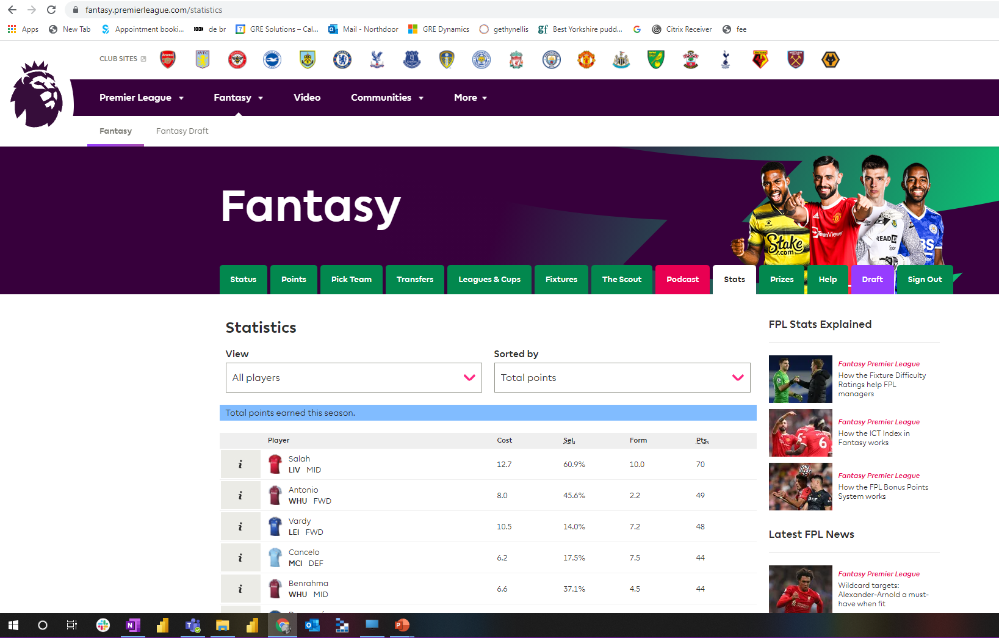 fantasy.premierleague.com/statistics
Apps
New Tab
Appointment booki...
BBC
de br
7
GRE Solutions – Cal...
Mail - Northdoor
GRE Dynamics
gethynellis
gf
Best Yorkshire pudd...
G
Citrix Receiver
fee
CLUB SITES
Premier League
Fantasy
Video
Communities
More
Fantasy
Fantasy Draft
Fantasy
Stake
.com
TeamViewer
Status
Points
Pick Team
Transfers
Leagues & Cups
Fixtures
The Scout
Podcast
Stats
Prizes
Help
Draft
Sign Out
Statistics
View
Sorted by
All players
Total points
Total points earned this season.
Player Cost Sel. Form Pts.
i Salah 12.7 60.9% 10.0 70
LIV MID
i Antonio 8.0 45.6% 2.2 49
WHU FWD
i Vardy 10.5 14.0% 7.2 48
LEI FWD
i Cancelo 6.2 17.5% 7.5 44
MCI DEF
i Benrahma 6.6 37.1% 4.5 44
WHU MID
FPL Stats Explained
Fantasy Premier League
How the Fixture Difficulty
Ratings help FPL
managers
Fantasy Premier League
How the ICT Index in
Fantasy works
6
Fantasy Premier League
How the FPL Bonus Points
System works
Latest FPL News
Fantasy Premier League
Wildcard targets:
Alexander-Arnold a must-
have when fit